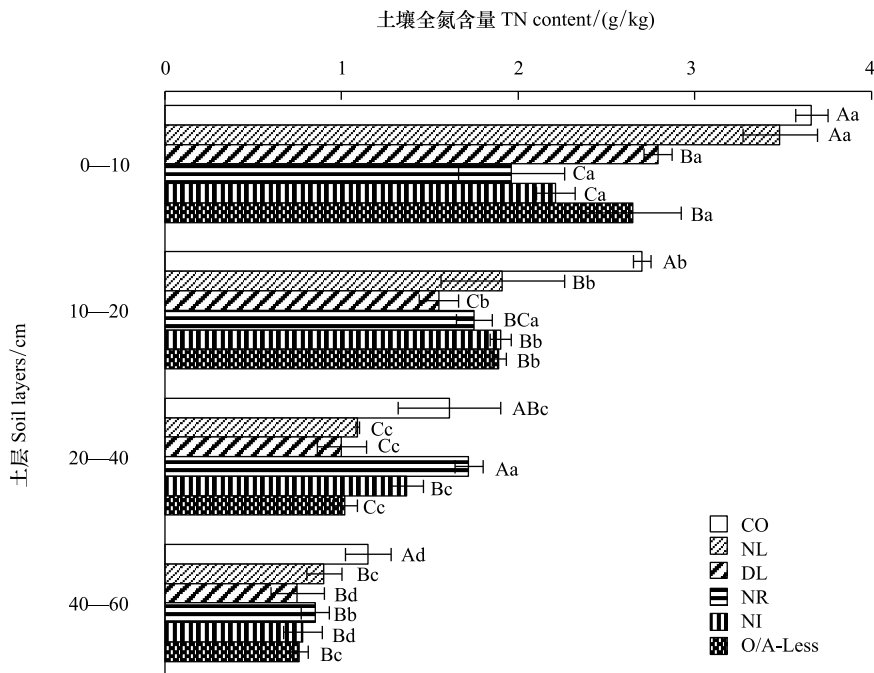 土壤全氮含量 TN content/(g/kg)
0 1 2 3 4
Aa
Aa
Ba
0—10
Ca
Ca
Ba
Ab
Bb
Cb
10—20
BCa
Bb
Bb
ABc
Cc
Cc
20—40
Aa
Bc
Cc
Ad
Bc
Bd
40—60
Bb
Bd
Bc
土层 Soil layers/cm
CO
NL
DL
NR
NI
O/A-Less